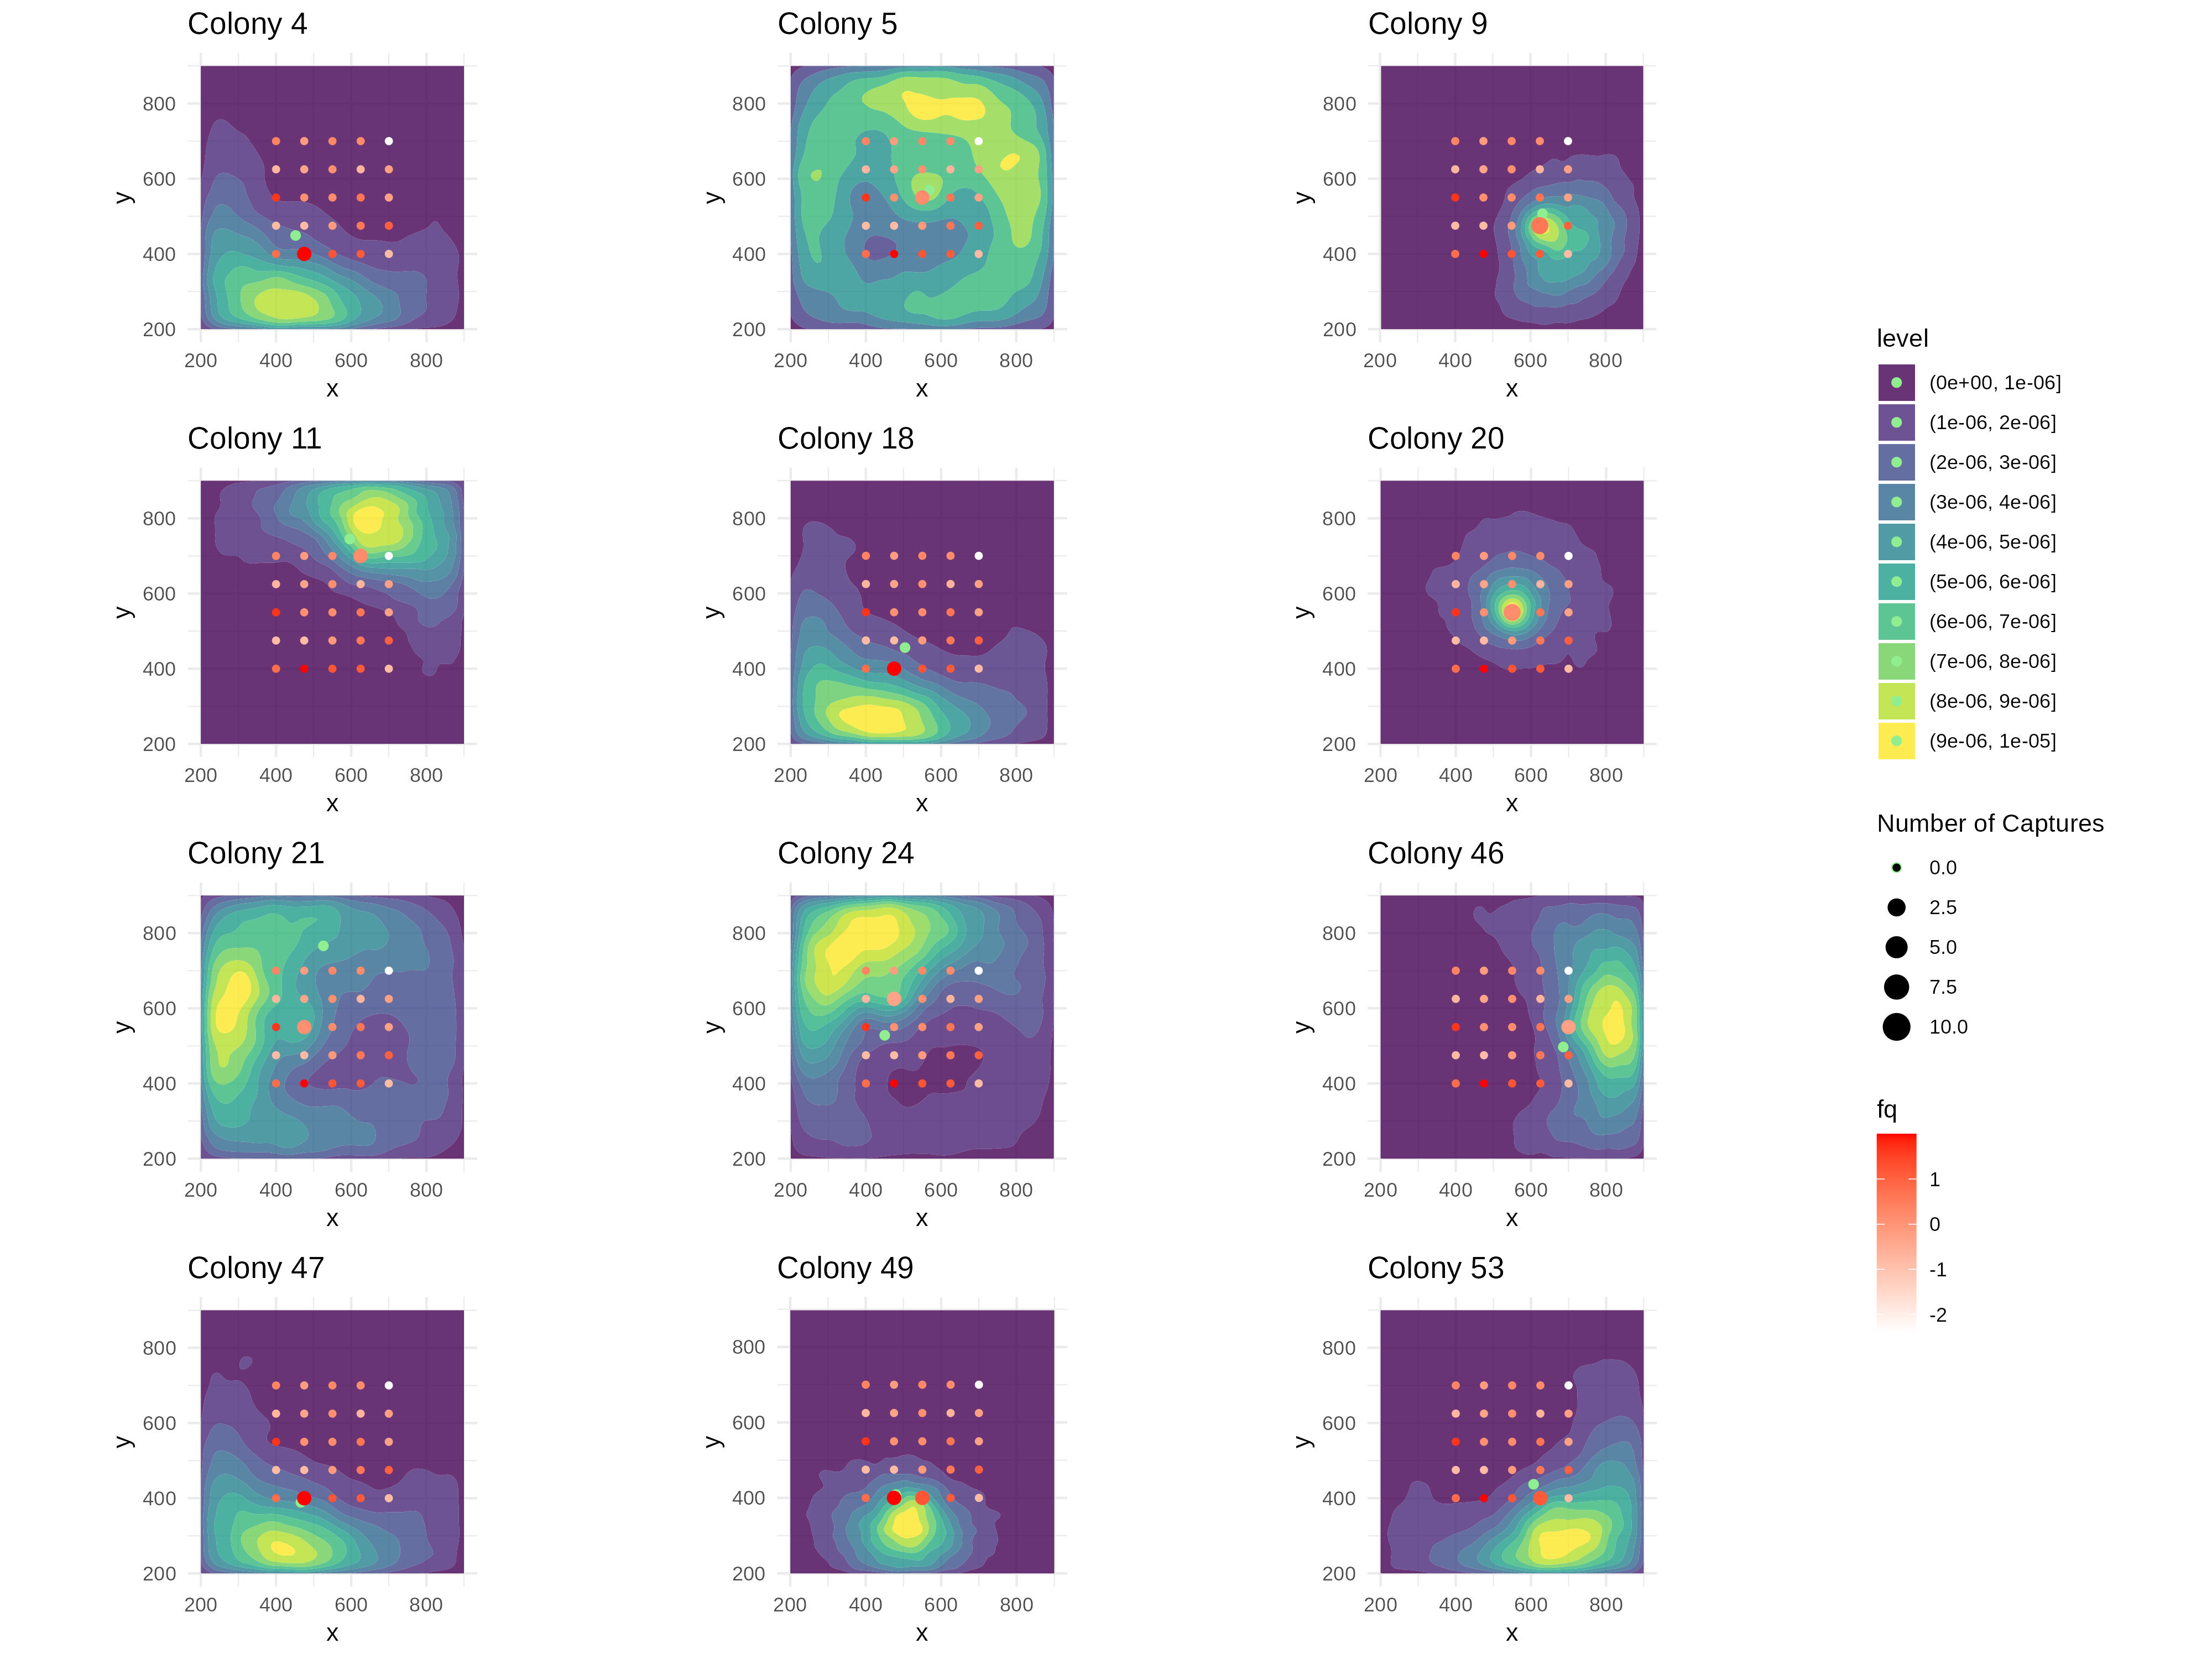 Colony 4
Colony 5
Colony 9
800
600
400
200
y
200 400 600 800
x
800
600
400
200
y
200 400 600 800
x
800
600
400
200
y
200 400 600 800
x
Colony 11
Colony 18
Colony 20
800
600
400
200
y
200 400 600 800
x
800
600
400
200
y
200 400 600 800
x
800
600
400
200
y
200 400 600 800
x
Colony 21
Colony 24
Colony 46
800
600
400
200
y
200 400 600 800
x
800
600
400
200
y
200 400 600 800
x
800
600
400
200
y
200 400 600 800
x
Colony 47
Colony 49
Colony 53
800
600
400
200
y
200 400 600 800
x
800
600
400
200
y
200 400 600 800
x
800
600
400
200
y
200 400 600 800
x
level
(0e+00, 1e-06]
(1e-06, 2e-06]
(2e-06, 3e-06]
(3e-06, 4e-06]
(4e-06, 5e-06]
(5e-06, 6e-06]
(6e-06, 7e-06]
(7e-06, 8e-06]
(8e-06, 9e-06]
(9e-06, 1e-05]
Number of Captures
0.0
2.5
5.0
7.5
10.0
fq
1
0
-1
-2